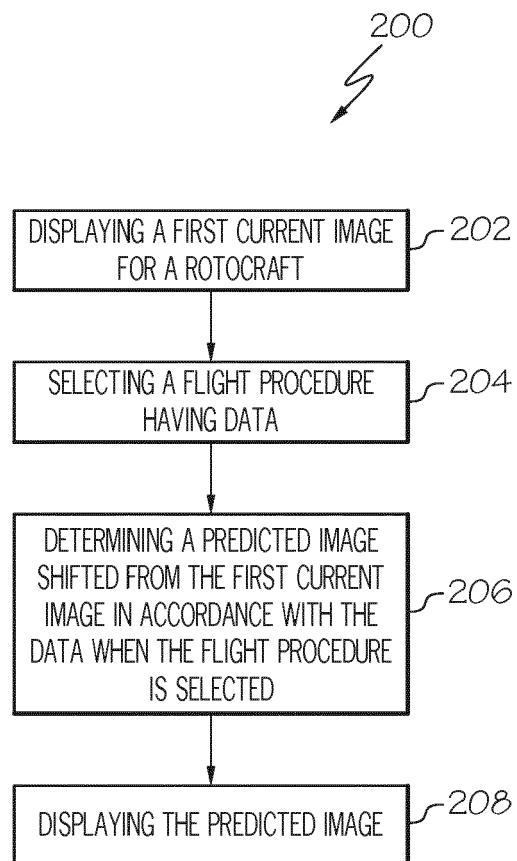 200
DISPLAYING A FIRST CURRENT IMAGE
FOR A ROTOCRAFT
202
SELECTING A FLIGHT PROCEDURE
HAVING DATA
204
DETERMINING A PREDICTED IMAGE
SHIFTED FROM THE FIRST CURRENT
IMAGE IN ACCORDANCE WITH THE
DATA WHEN THE FLIGHT PROCEDURE
IS SELECTED
206
DISPLAYING THE PREDICTED IMAGE
208